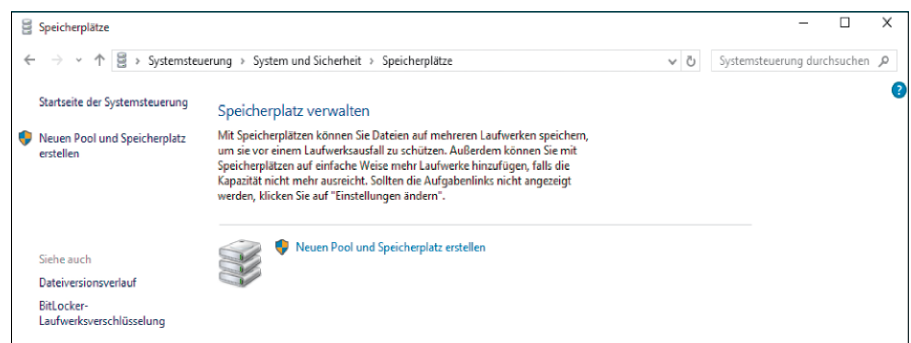 Speicherplätze
Systemsteuerung › System und Sicherheit › Speicherplätze
Systemsteuerung durchsuchen
Startseite der Systemsteuerung
Neuen Pool und Speicherplatz
erstellen
Speicherplatz verwalten
Mit Speicherplätzen können Sie Dateien auf mehreren Laufwerken speichern,
um sie vor einem Laufwerksausfall zu schützen. Außerdem können Sie mit
Speicherplätzen auf einfache Weise mehr Laufwerke hinzufügen, falls die
Kapazität nicht mehr ausreicht. Sollten die Aufgabenlinks nicht angezeigt
werden, klicken Sie auf "Einstellungen ändern".
Neuen Pool und Speicherplatz erstellen
Siehe auch
Dateiversionsverlauf
BitLocker-
Laufwerksverschlüsselung